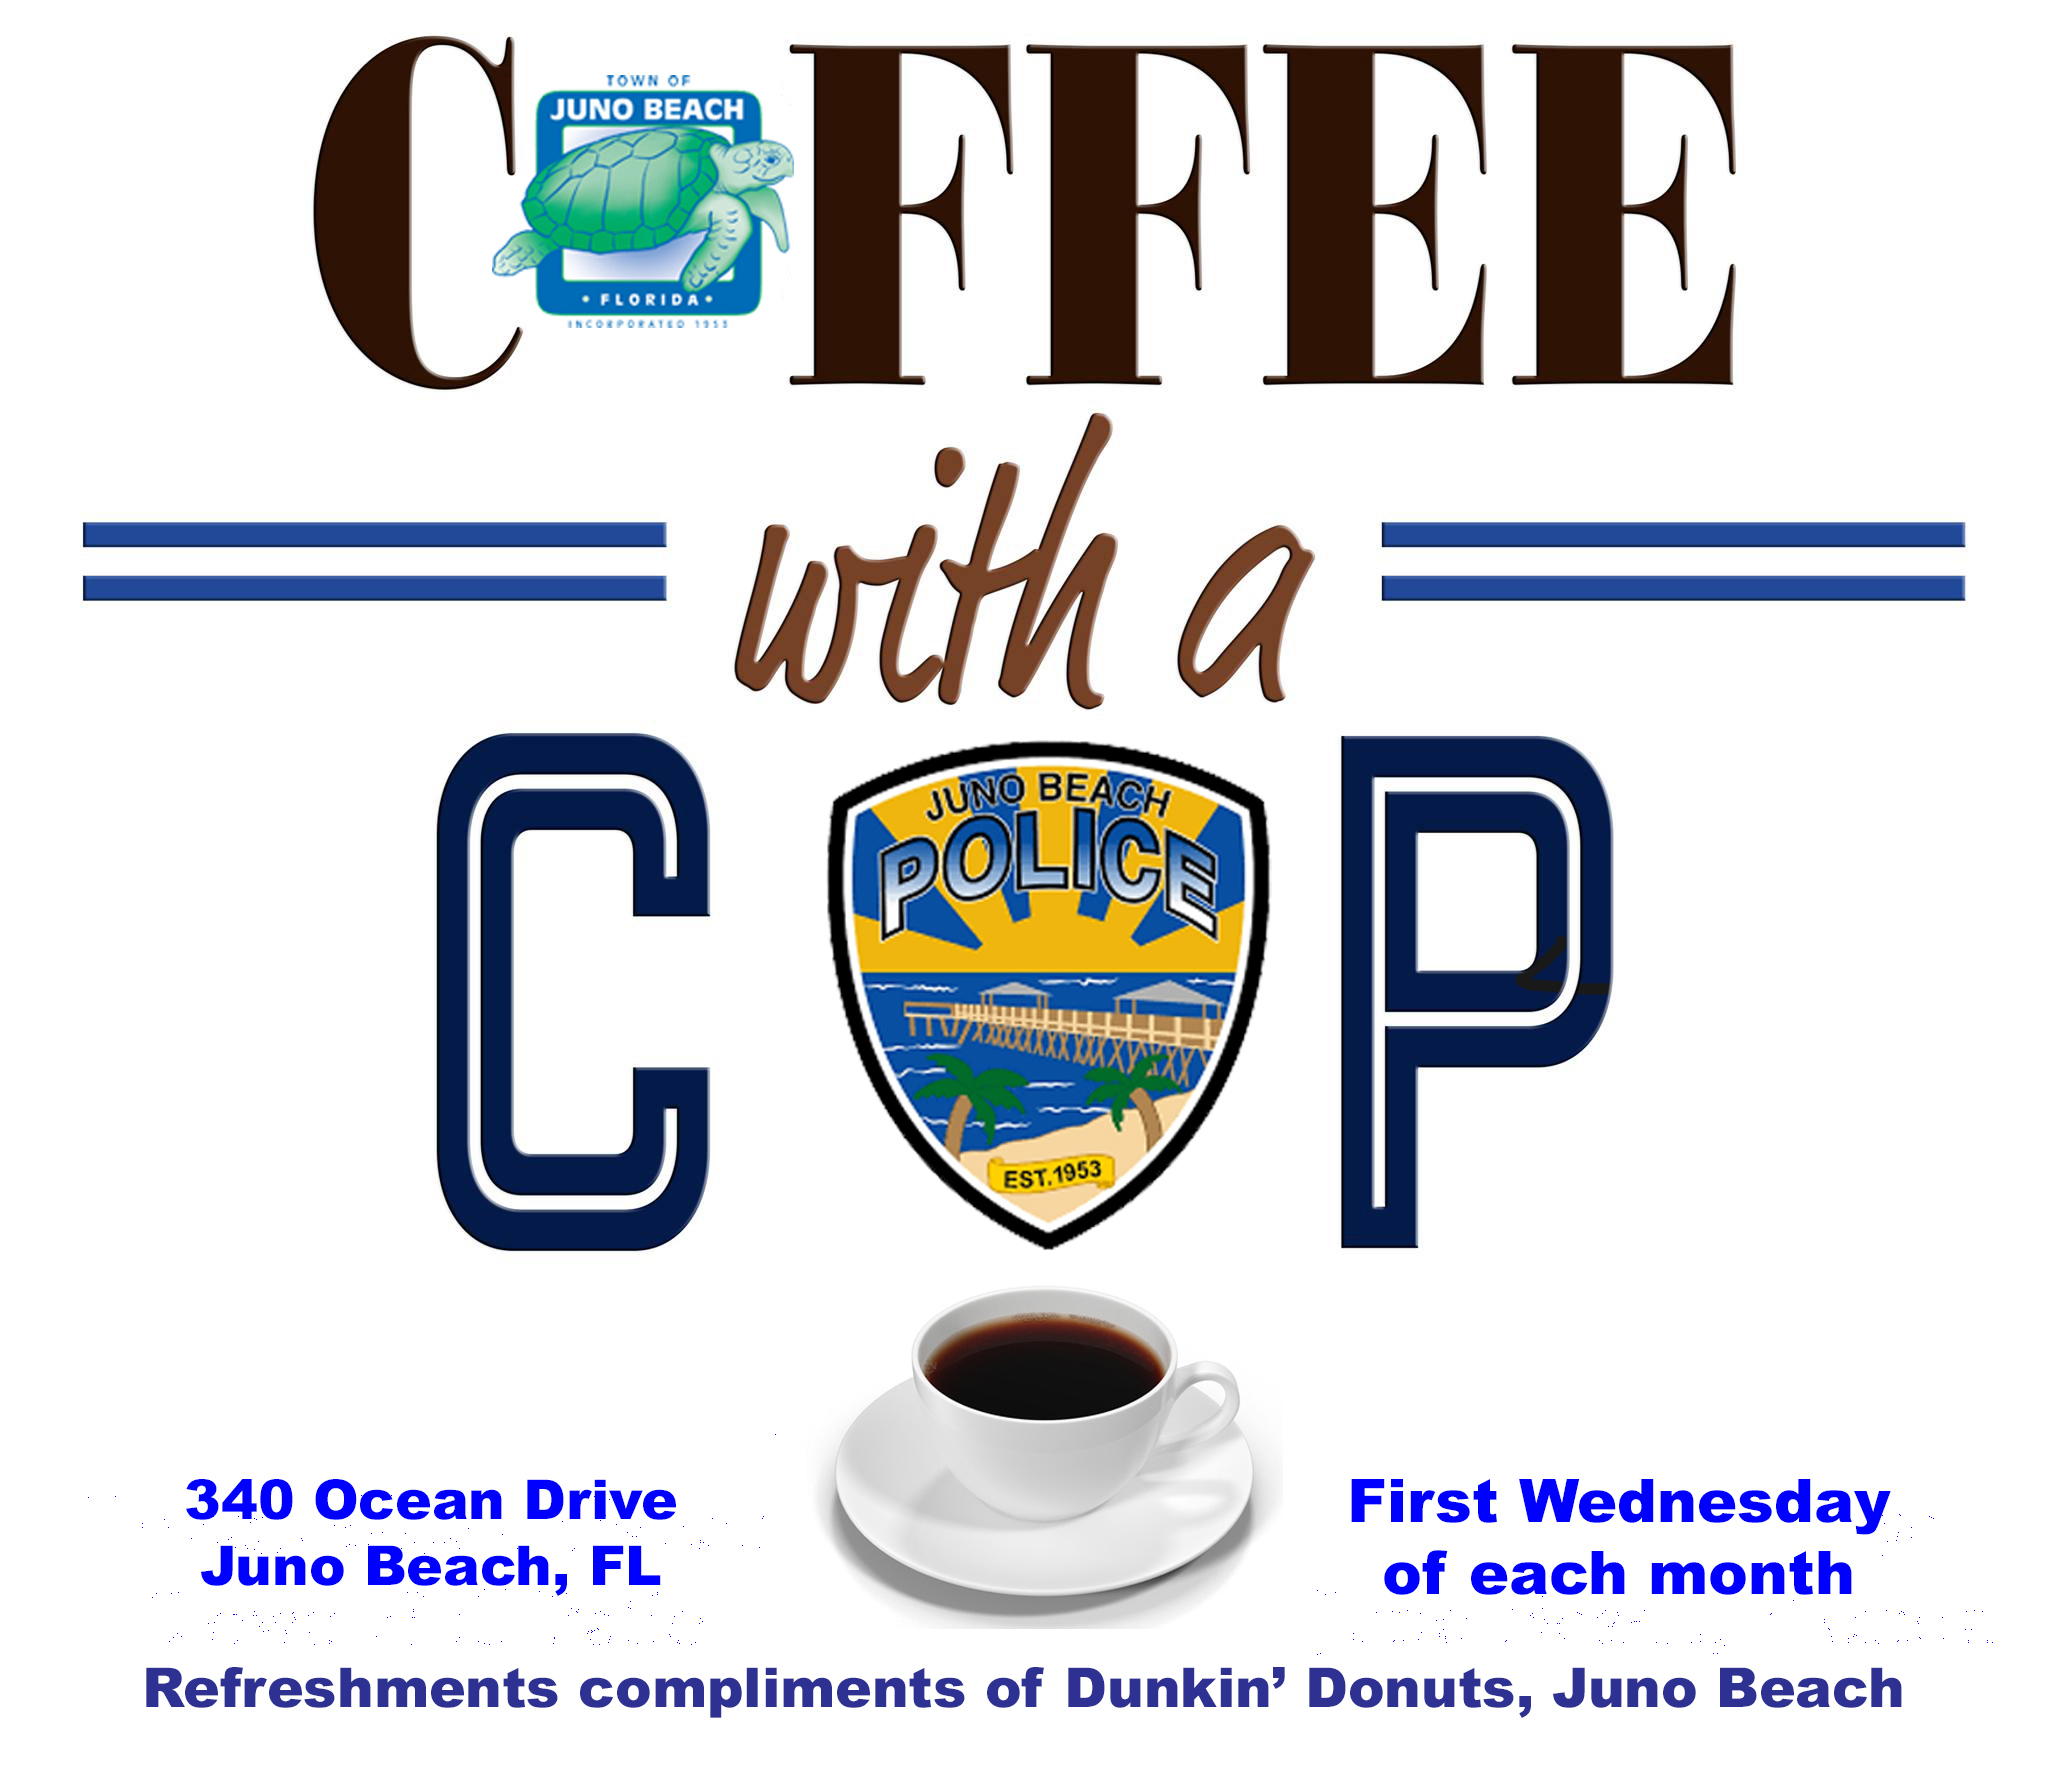 COFFEE
TOWN OF
JUNO BEACH
• FLORIDA •
INCORPORATED 1953
with a
COP
JUNO BEACH
POLICE
EST. 1953
340 Ocean Drive
Juno Beach, FL
First Wednesday
of each month
Refreshments compliments of Dunkin’ Donuts, Juno Beach